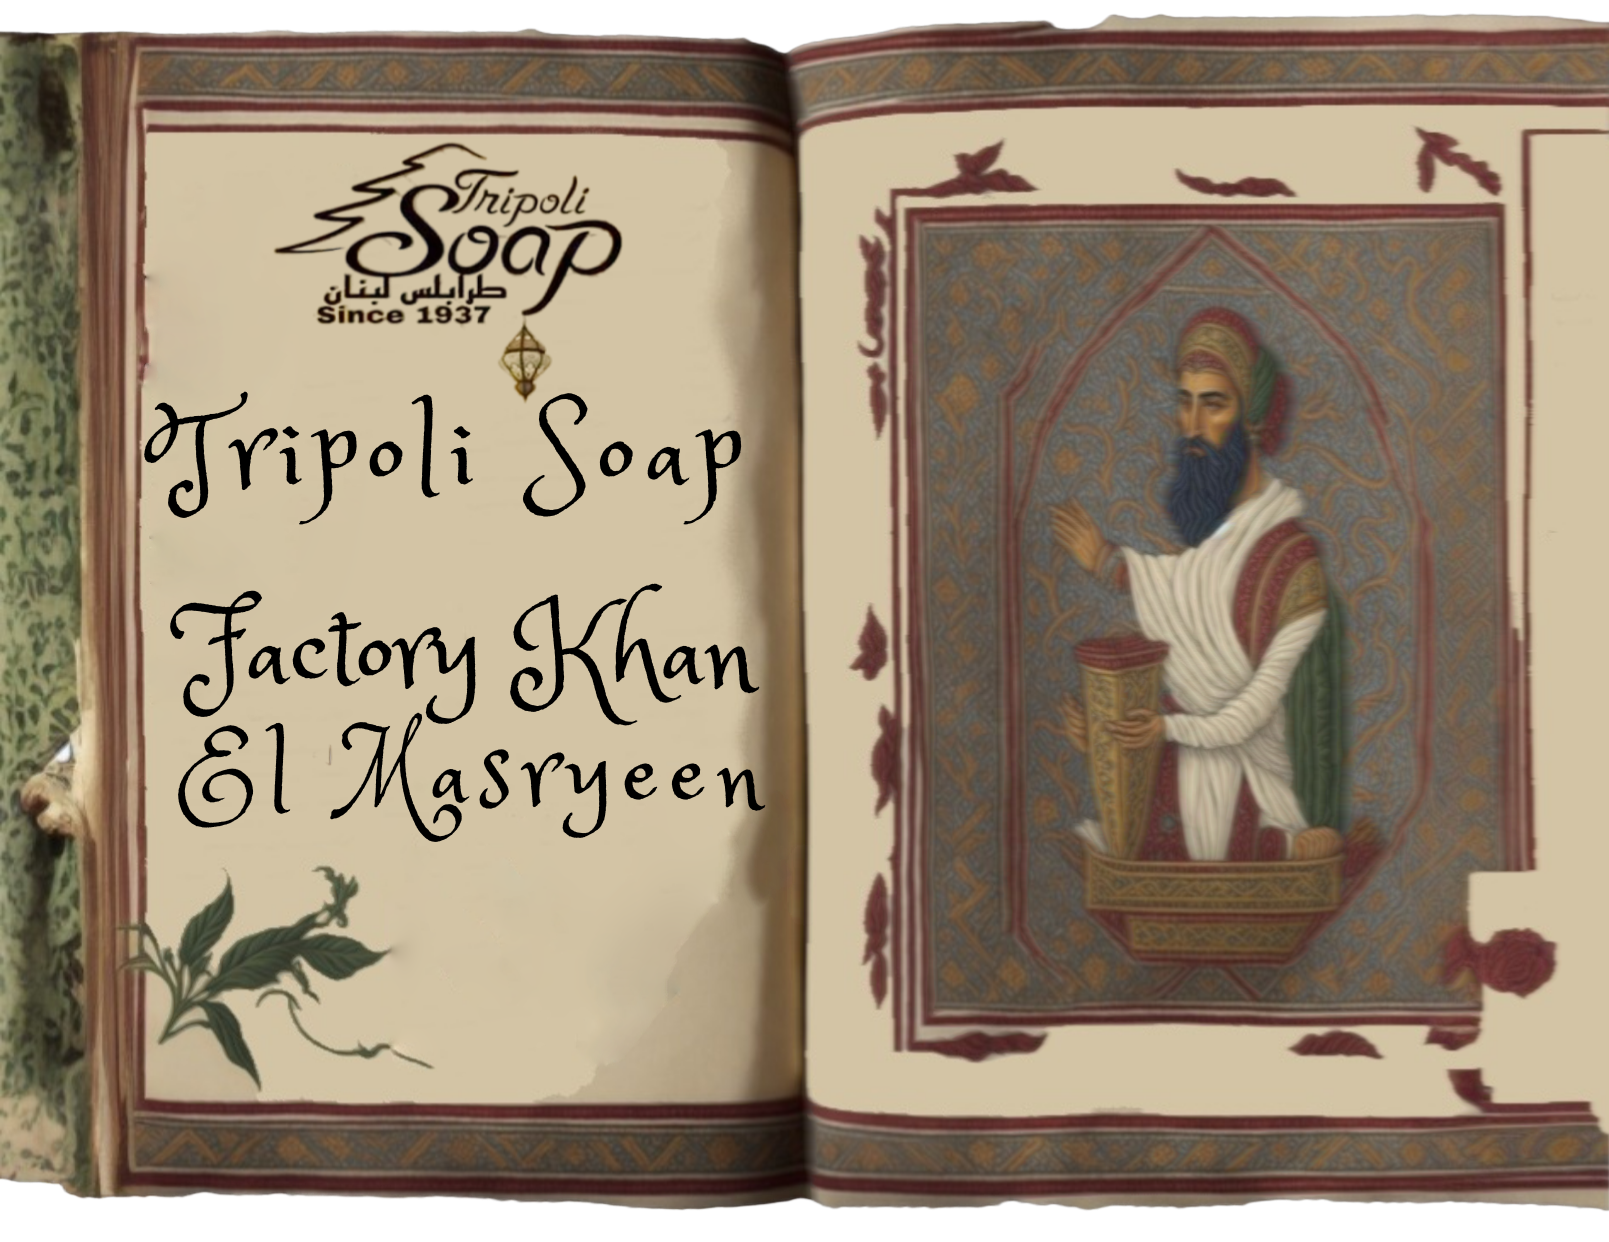 Tripoli
Soap
طرابلس لبنان
Since 1937
Tripoli Soap
Factory Khan
El Masryeen